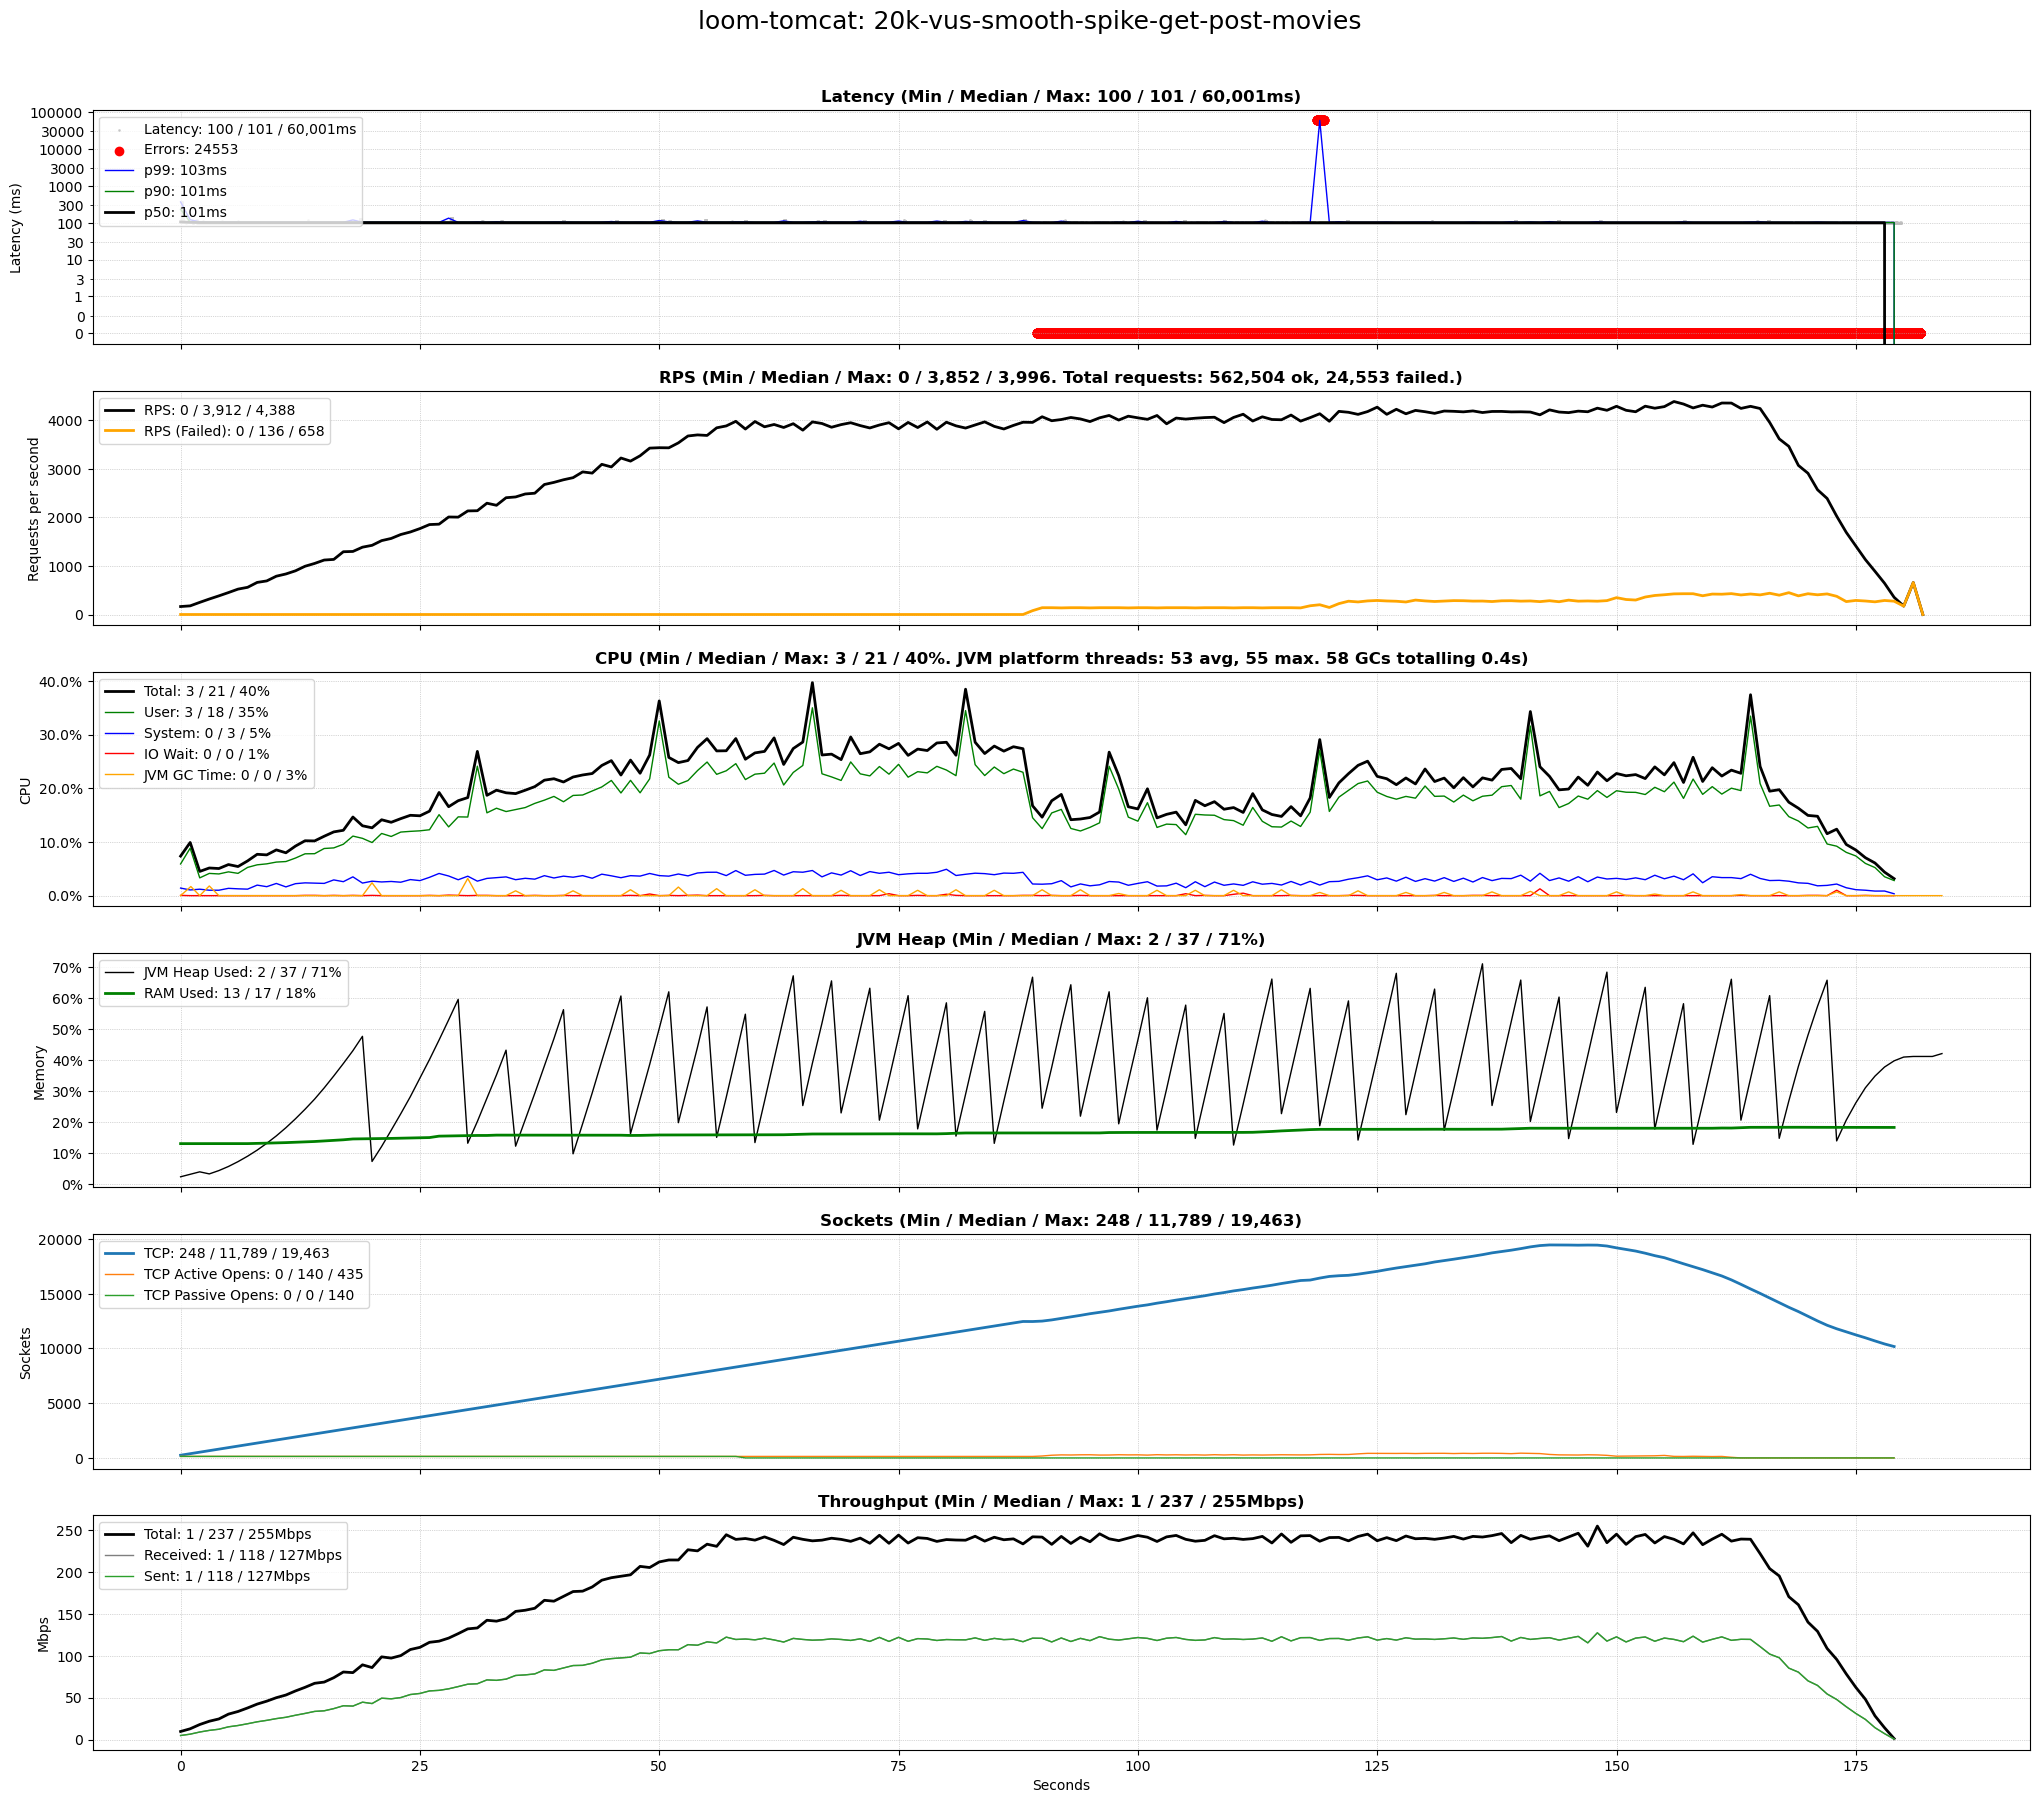 loom-tomcat: 20k-vus-smooth-spike-get-post-movies
Latency (Min / Median / Max: 100 / 101 / 60,001ms)
Latency (ms)
100000
30000
10000
3000
1000
300
100
30
10
3
1
0
0
Latency: 100 / 101 / 60,001ms
Errors: 24553
p99: 103ms
p90: 101ms
p50: 101ms
RPS (Min / Median / Max: 0 / 3,852 / 3,996. Total requests: 562,504 ok, 24,553 failed.)
Requests per second
4000
3000
2000
1000
0
RPS: 0 / 3,912 / 4,388
RPS (Failed): 0 / 136 / 658
CPU (Min / Median / Max: 3 / 21 / 40%. JVM platform threads: 53 avg, 55 max. 58 GCs totalling 0.4s)
CPU
40.0%
30.0%
20.0%
10.0%
0.0%
Total: 3 / 21 / 40%
User: 3 / 18 / 35%
System: 0 / 3 / 5%
IO Wait: 0 / 0 / 1%
JVM GC Time: 0 / 0 / 3%
JVM Heap (Min / Median / Max: 2 / 37 / 71%)
Memory
70%
60%
50%
40%
30%
20%
10%
0%
JVM Heap Used: 2 / 37 / 71%
RAM Used: 13 / 17 / 18%
Sockets (Min / Median / Max: 248 / 11,789 / 19,463)
Sockets
20000
15000
10000
5000
0
TCP: 248 / 11,789 / 19,463
TCP Active Opens: 0 / 140 / 435
TCP Passive Opens: 0 / 0 / 140
Throughput (Min / Median / Max: 1 / 237 / 255Mbps)
Mbps
250
200
150
100
50
0
Total: 1 / 237 / 255Mbps
Received: 1 / 118 / 127Mbps
Sent: 1 / 118 / 127Mbps
0 25 50 75 100 125 150 175
Seconds